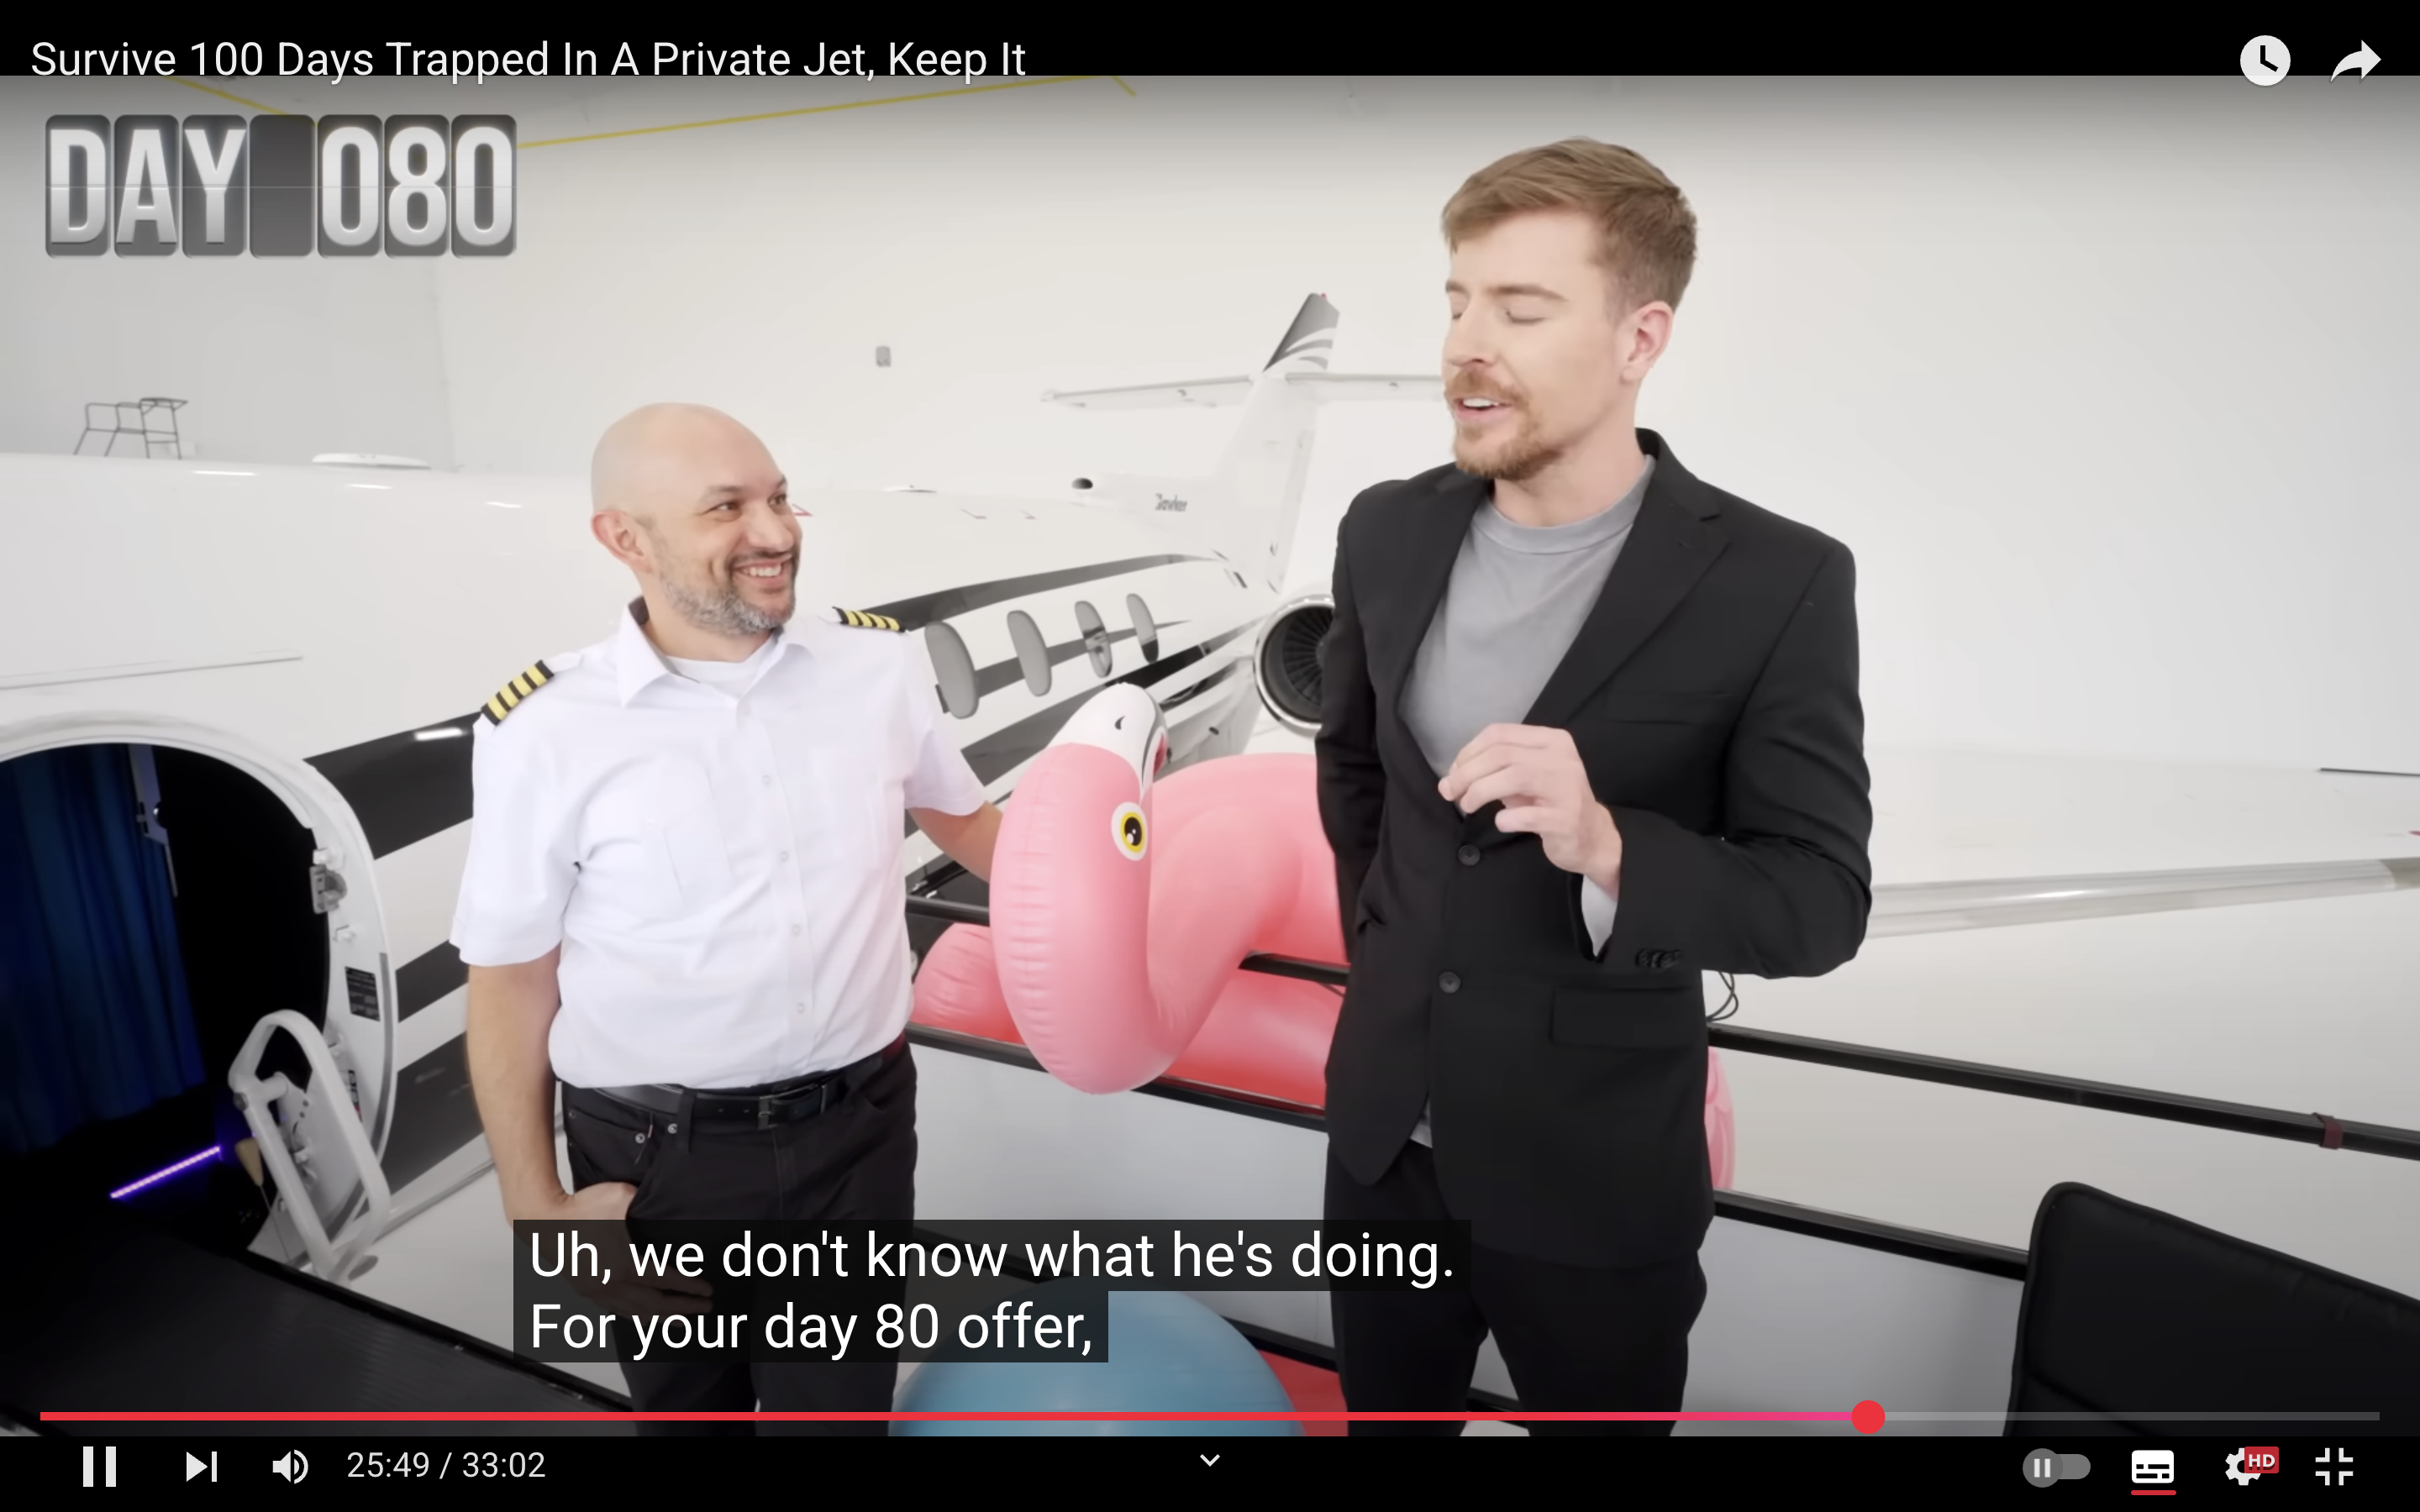 Survive 100 Days Trapped In A Private Jet, Keep It
DAY 080
Hawker
Uh, we don't know what he's doing.
For your day 80 offer,
25:49 / 33:02
HD